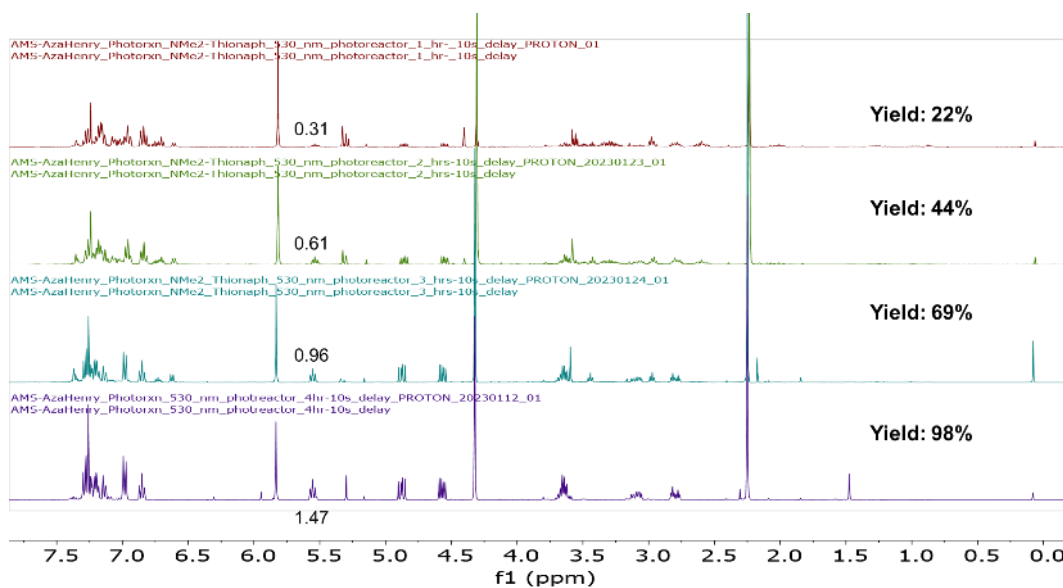 AMS-AzaHenry_Photorxn_NMe2-Thionaph_530_nm_photoreactor_1_hr-_10s_delay_PROTON_01
AMS-AzaHenry_Photorxn_NMe2-Thionaph_530_nm_photoreactor_1_hr-_10s_delay
Yield: 22%
0.31
AMS-AzaHenry_Photorxn_NMe2-Thionaph_530_nm_photoreactor_2_hrs-10s_delay_PROTON_20230123_01
AMS-AzaHenry_Photorxn_NMe2-Thionaph_530_nm_photoreactor_2_hrs-10s_delay
Yield: 44%
0.61
AMS-AzaHenry_Photorxn_NMe2_Thionaph_530_nm_photoreactor_3_hrs-10s_delay_PROTON_20230124_01
AMS-AzaHenry_Photorxn_NMe2_Thionaph_530_nm_photoreactor_3_hrs-10s_delay
Yield: 69%
0.96
AMS-AzaHenry_Photorxn_530_nm_photreactor_4hr-10s_delay_PROTON_20230112_01
AMS-AzaHenry_Photorxn_530_nm_photreactor_4hr-10s_delay
Yield: 98%
1.47
7.5 7.0 6.5 6.0 5.5 5.0 4.5 4.0 3.5 3.0 2.5 2.0 1.5 1.0 0.5 0.0
f1 (ppm)